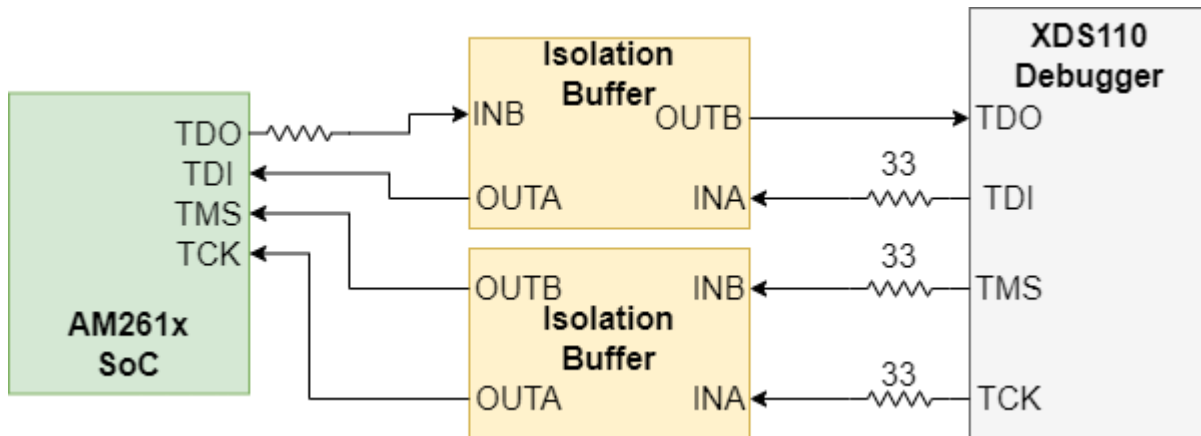 XDS110
Debugger
Isolation
Buffer
INB
OUTB
TDO
TDO
TDI
33
OUTA
INA
TDI
TMS
TCK
33
OUTB
INB
TMS
Isolation
Buffer
AM261x
SoC
33
OUTA
INA
TCK